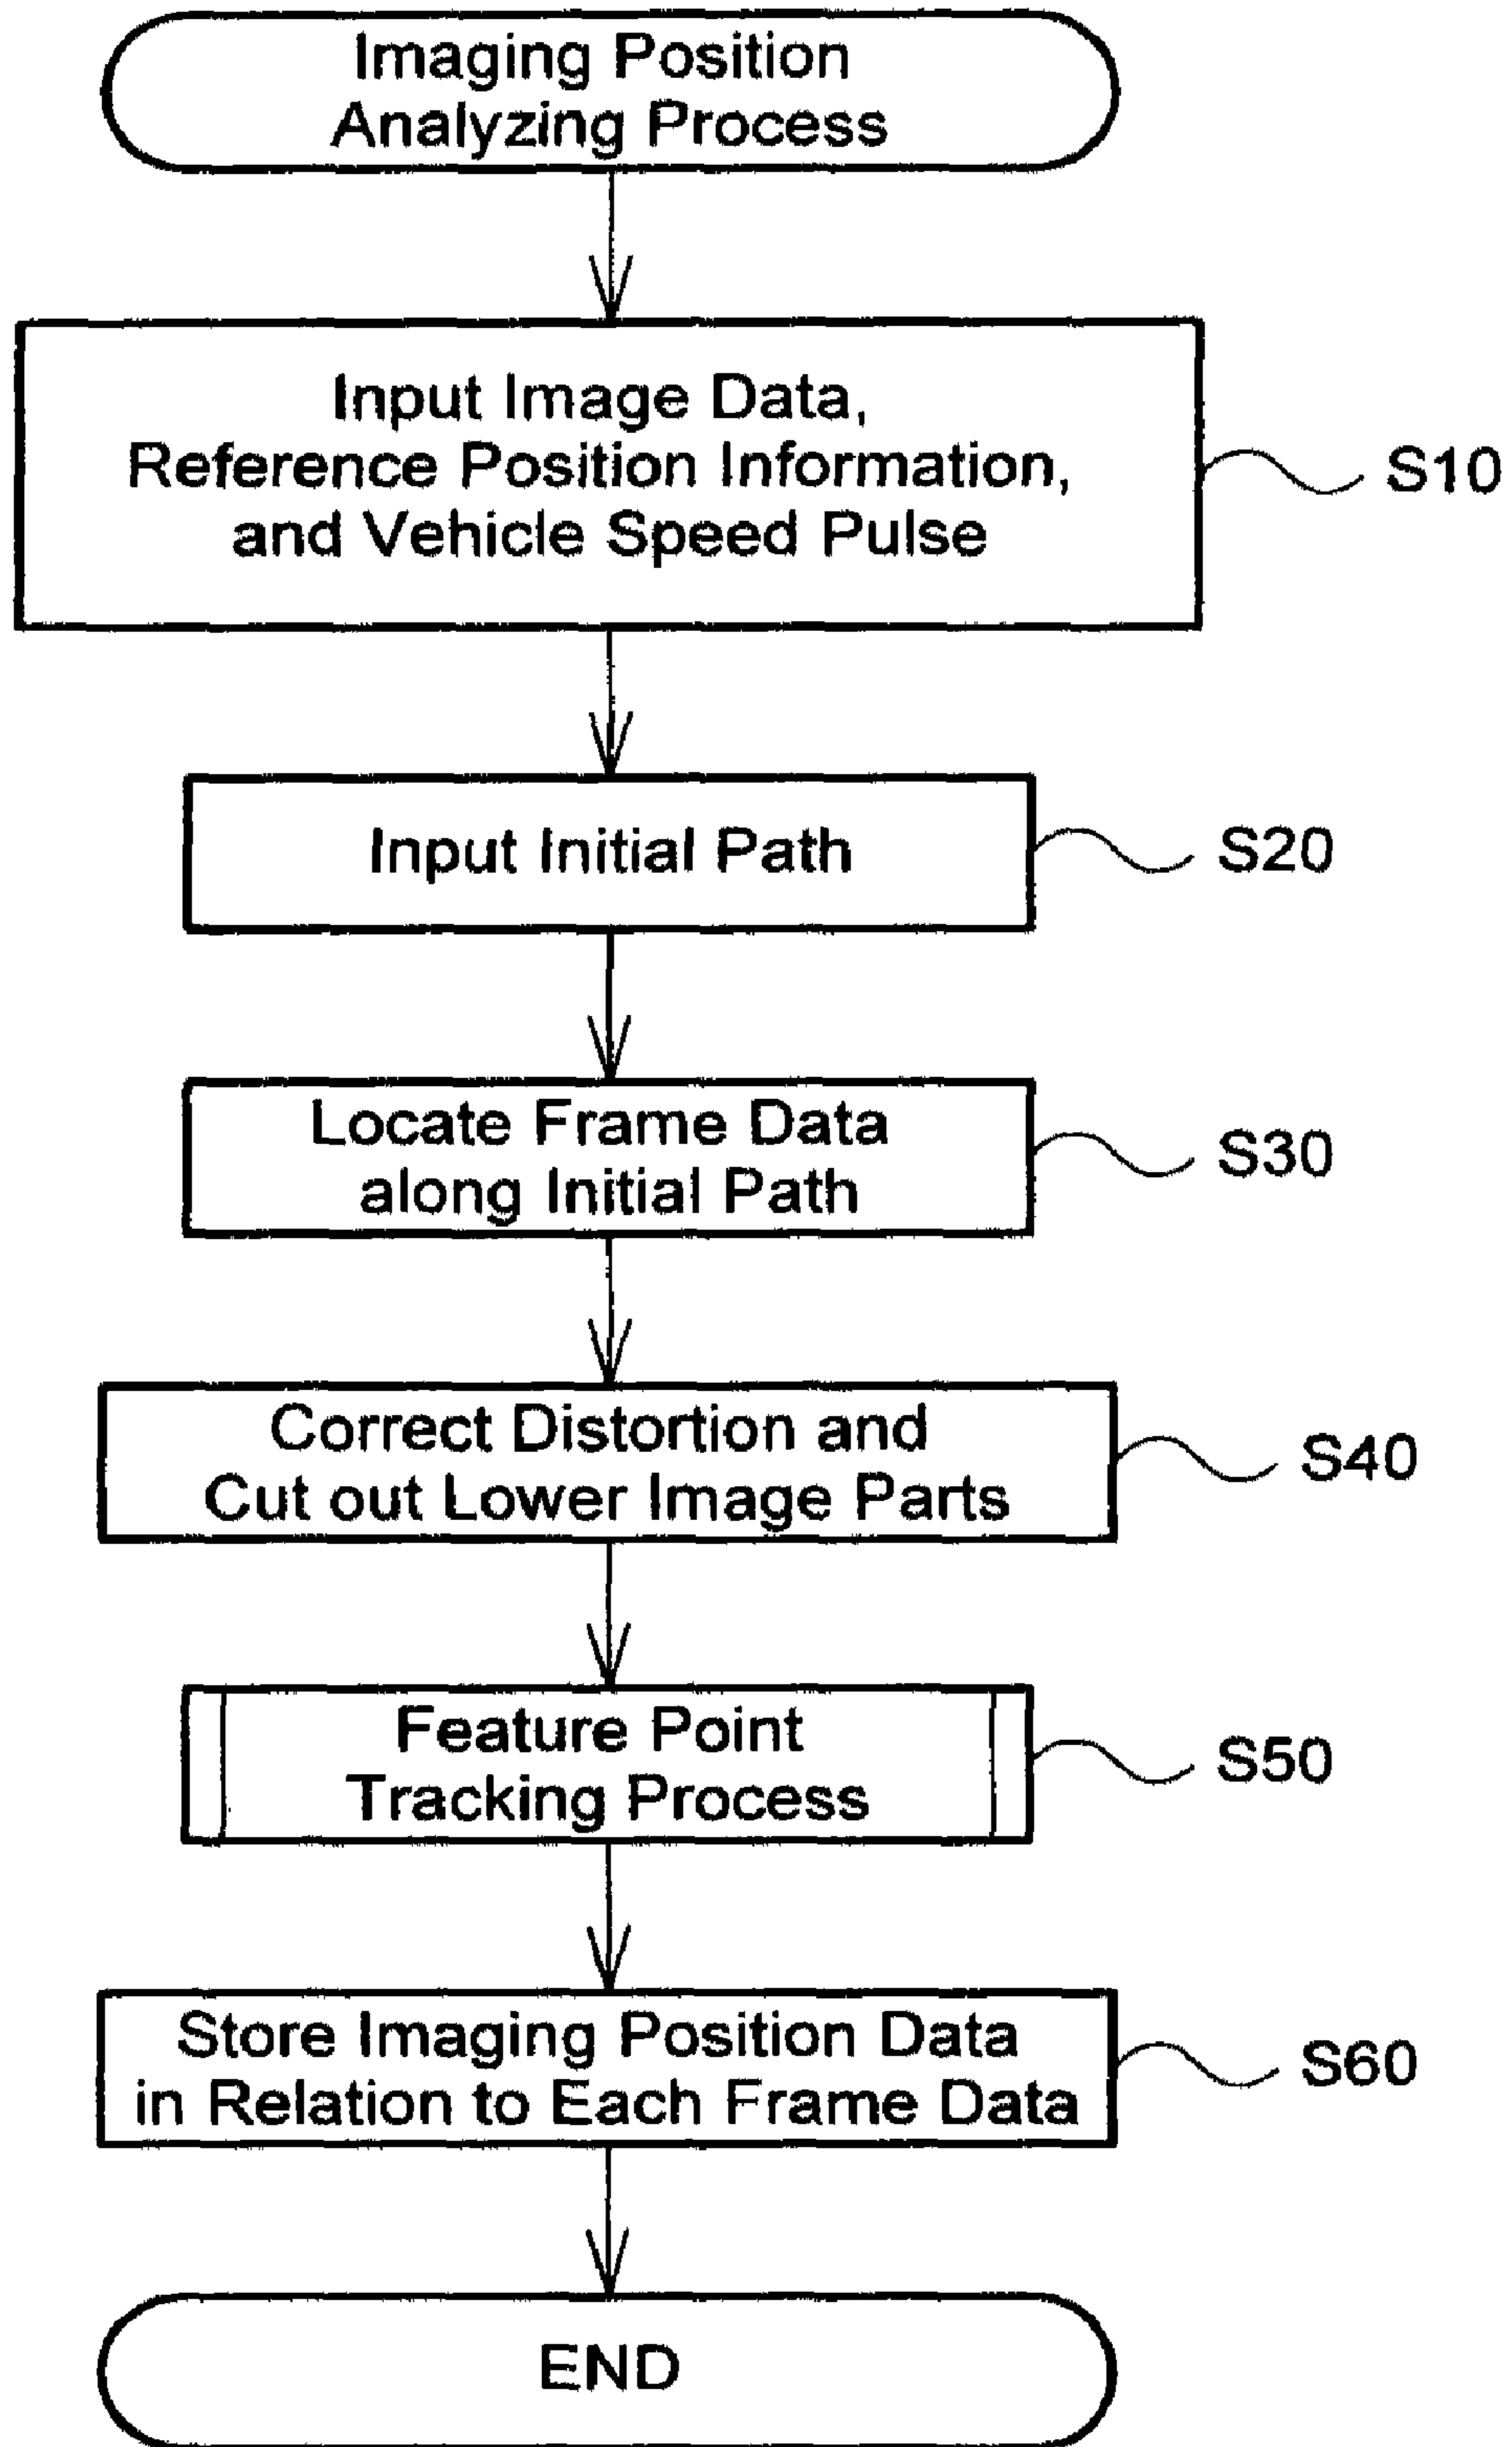 Imaging Position
Analyzing Process
Input Image Data,
Reference Position Information,
and Vehicle Speed Pulse
S10
Input Initial Path
S20
Locate Frame Data
along Initial Path
S30
Correct Distortion and
Cut out Lower Image Parts
S40
Feature Point
Tracking Process
S50
Store Imaging Position Data
in Relation to Each Frame Data
S60
END